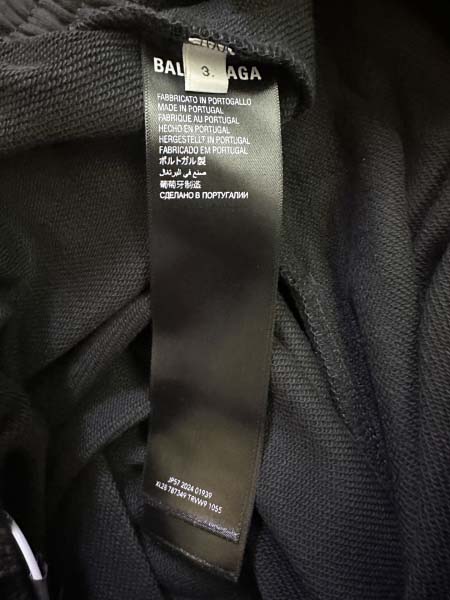 3.
BAL AGA
FABBRICATO IN PORTOGALLO
MADE IN PORTUGAL
FABRIQUE AU PORTUGAL
HECHO EN PORTUGAL
HERGESTELLT IN PORTUGAL
FABRICADO EM PORTUGAL
ポルトガル製
صنع في البرتغال
葡萄牙制造
СДЕЛАНО В ПОРТУГАЛИИ
JP57 2024 01939
XL28 787349 TRVW9 1055